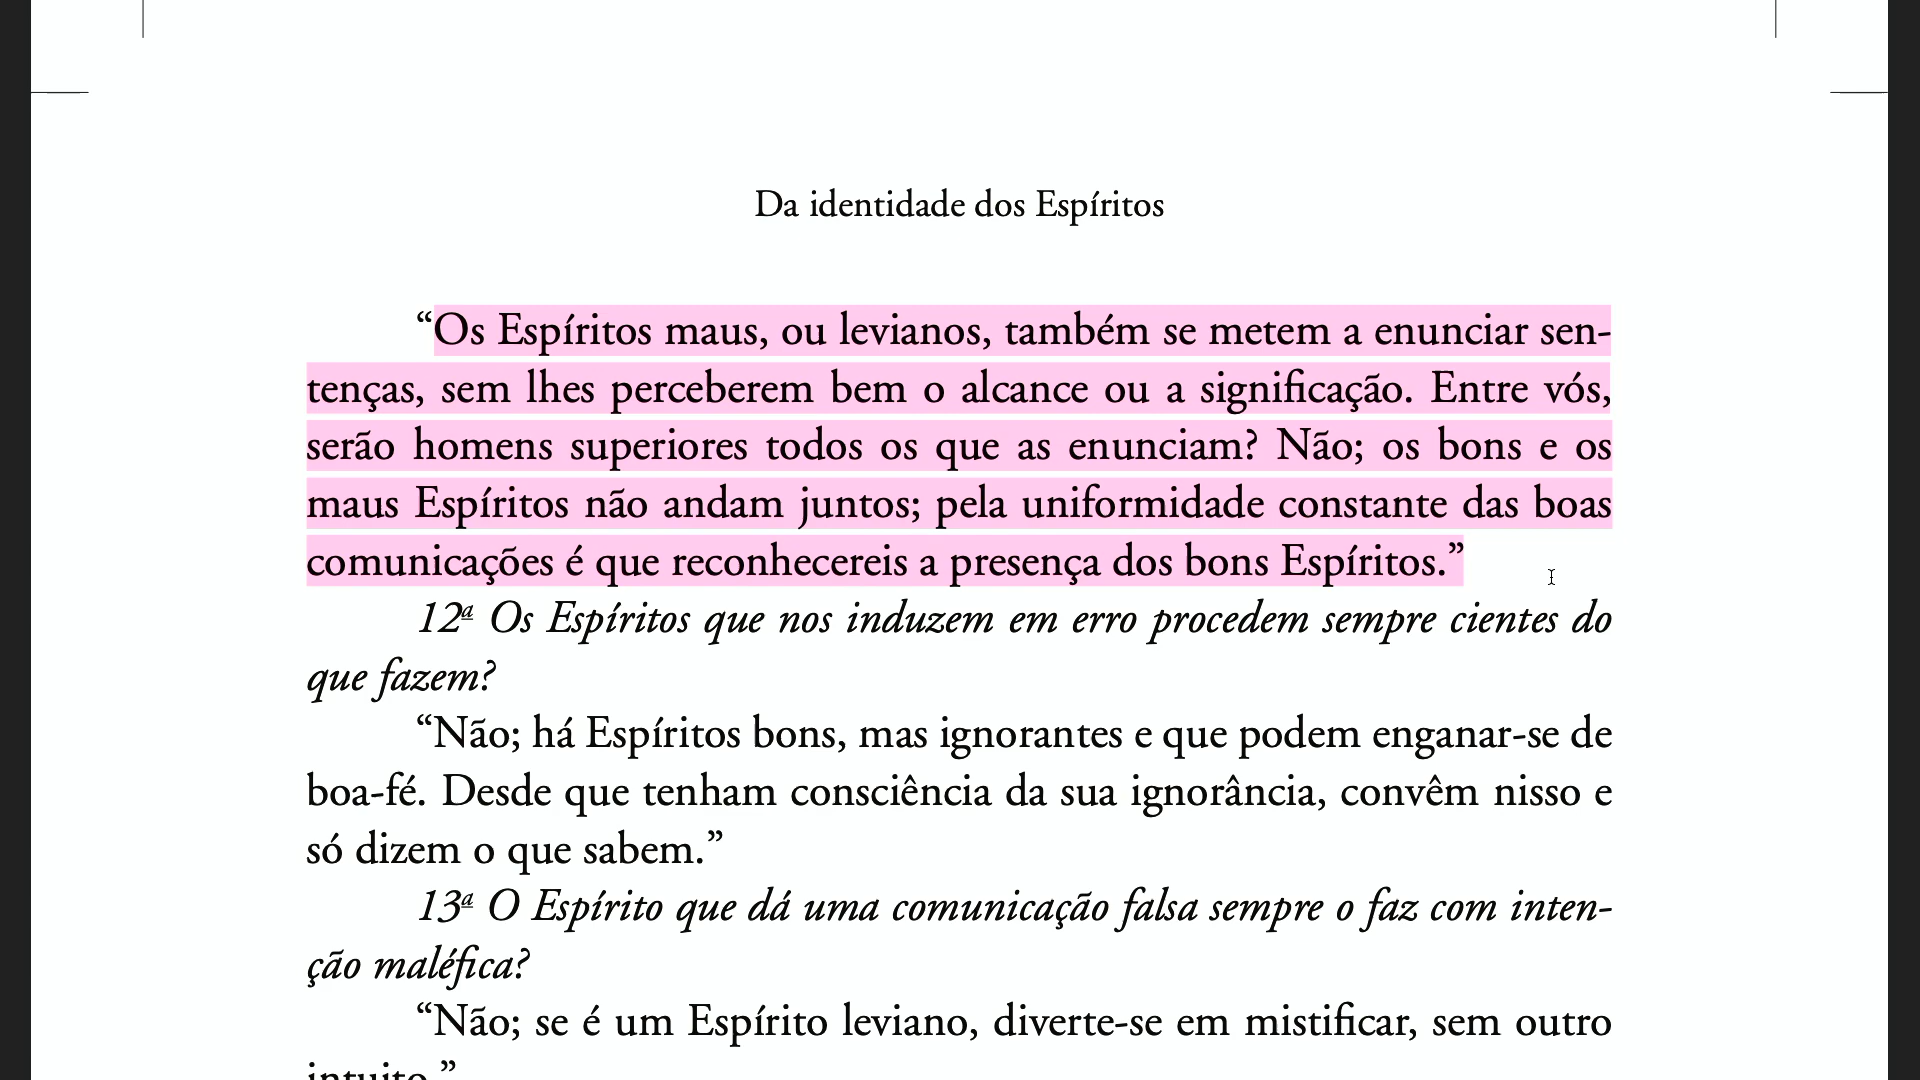 Da identidade dos Espíritos
“Os Espíritos maus, ou levianos, também se metem a enunciar sen-
tenças, sem lhes perceberem bem o alcance ou a significação. Entre vós,
serão homens superiores todos os que as enunciam? Não; os bons e os
maus Espíritos não andam juntos; pela uniformidade constante das boas
comunicações é que reconhecereis a presença dos bons Espíritos.”
12ª Os Espíritos que nos induzem em erro procedem sempre cientes do
que fazem?
“Não; há Espíritos bons, mas ignorantes e que podem enganar-se de
boa-fé. Desde que tenham consciência da sua ignorância, convêm nisso e
só dizem o que sabem.”
13ª O Espírito que dá uma comunicação falsa sempre o faz com inten-
ção maléfica?
“Não; se é um Espírito leviano, diverte-se em mistificar, sem outro
intuito.”